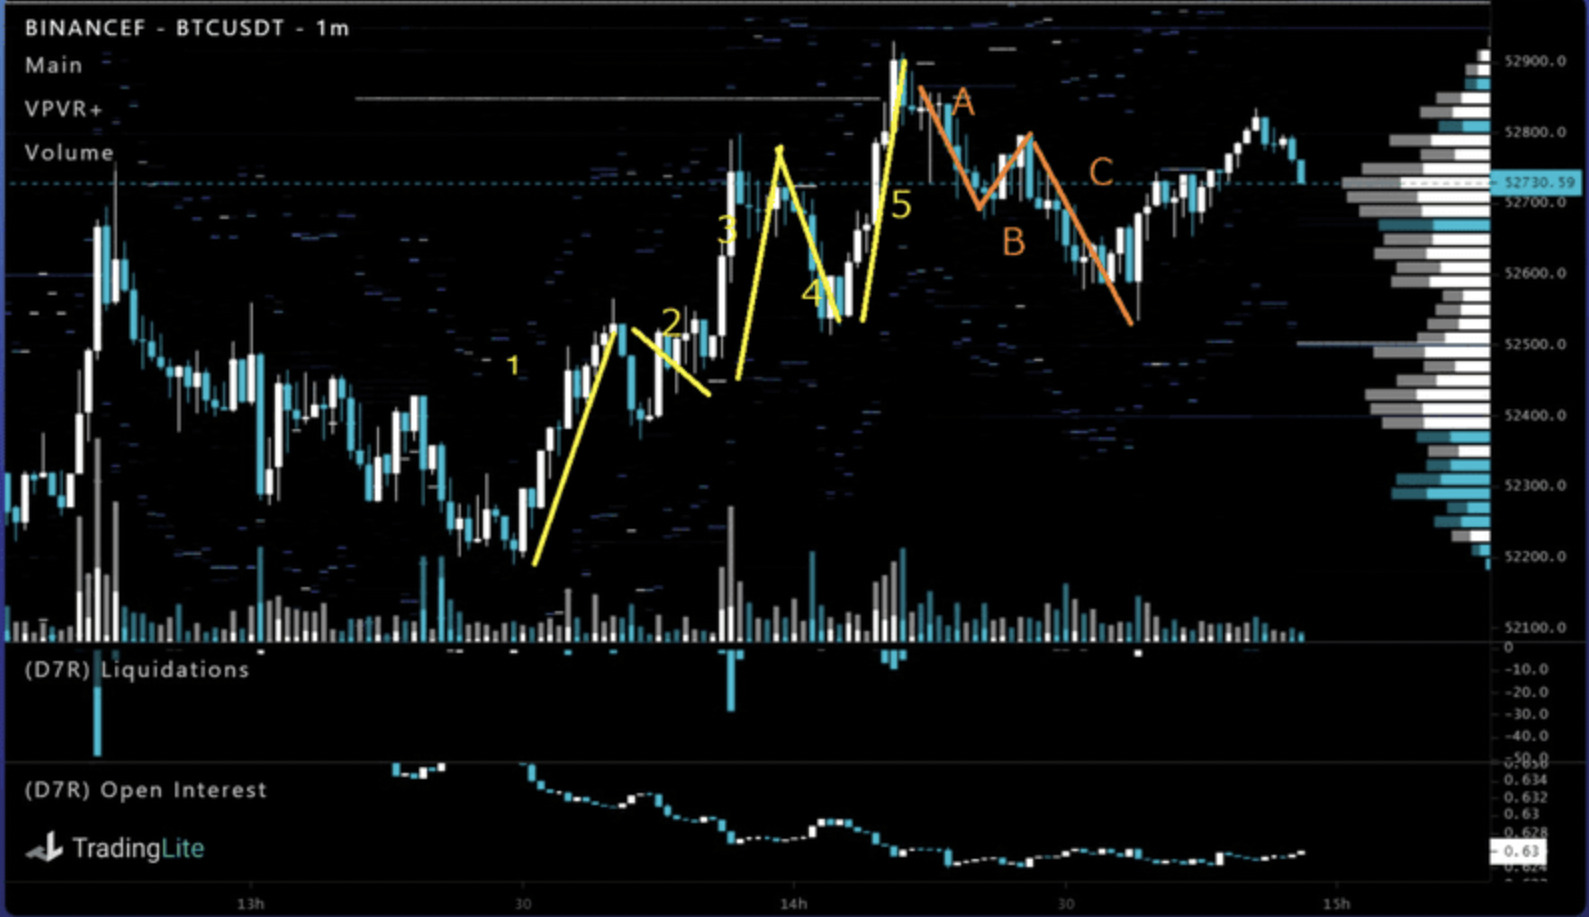 BINANCEF - BTCUSDT - 1m
Main
VPVR+
Volume
52900.0
52800.0
52730.59
52700.0
52600.0
52500.0
52400.0
52300.0
52200.0
52100.0
1
2
3
4
5
A
B
C
(D7R) Liquidations
0
-10.0
-20.0
-30.0
-40.0
-50.0
(D7R) Open Interest
0.634
0.632
0.63
0.628
0.63
0.624
TradingLite
13h
30
14h
30
15h